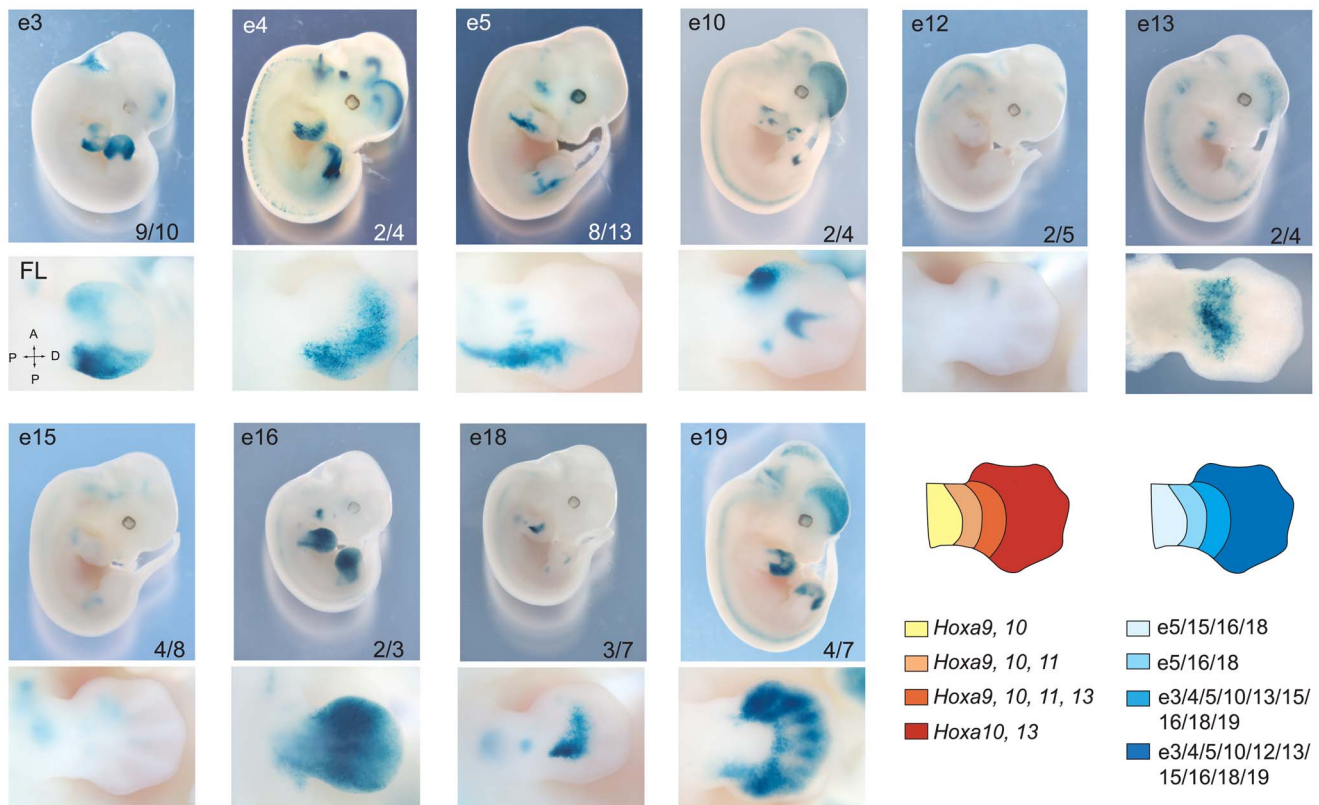 e3
e4
e5
e10
e12
e13
9/10
2/4
8/13
2/4
2/5
2/4
FL
A
P D
P
e15
e16
e18
e19
4/8
2/3
3/7
4/7
Hoxa9, 10
Hoxa9, 10, 11
Hoxa9, 10, 11, 13
Hoxa10, 13
e5/15/16/18
e5/16/18
e3/4/5/10/13/15/
16/18/19
e3/4/5/10/12/13/
15/16/18/19